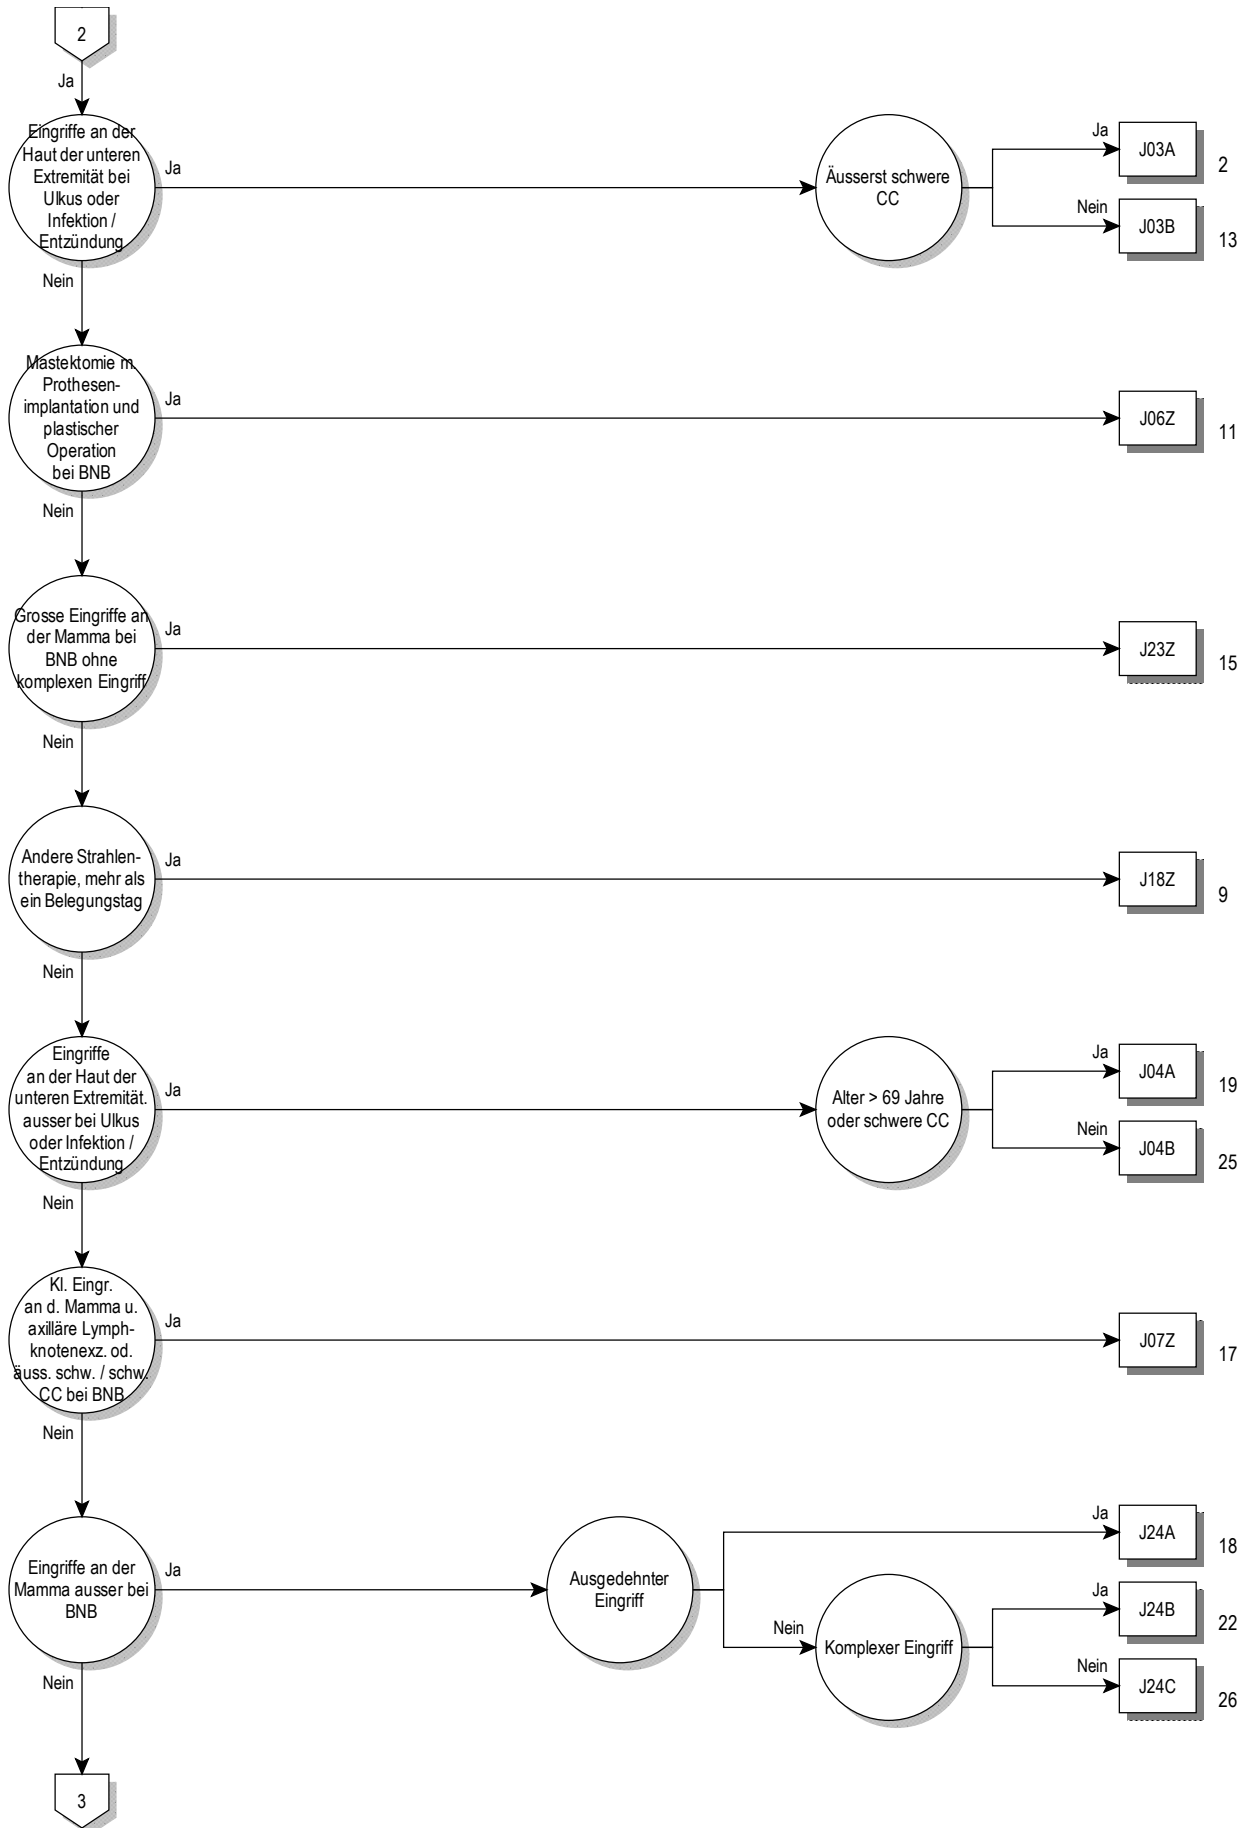 2
Ja
Eingriffe an der
Haut der unteren
Extremität bei
Ulkus oder
Infektion /
Entzündung
Ja
Äusserst schwere
CC
Ja
J03A
2
Nein
J03B
13
Nein
Mastektomie m.
Prothesen-
implantation und
plastischer
Operation
bei BNB
Ja
J06Z
11
Nein
Grosse Eingriffe an
der Mamma bei
BNB ohne
komplexen Eingriff
Ja
J23Z
15
Nein
Andere Strahlen-
therapie, mehr als
ein Belegungstag
Ja
J18Z
9
Nein
Eingriffe
an der Haut der
unteren Extremität.
ausser bei Ulkus
oder Infektion /
Entzündung
Ja
Alter > 69 Jahre
oder schwere CC
Ja
J04A
19
Nein
J04B
25
Nein
Kl. Eingr.
an d. Mamma u.
axilläre Lymph-
knotenexz. od.
äuss. schw. / schw.
CC bei BNB
Ja
J07Z
17
Nein
Eingriffe an der
Mamma ausser bei
BNB
Ja
Ausgedehnter
Eingriff
Ja
J24A
18
Nein
Komplexer Eingriff
Ja
J24B
22
Nein
J24C
26
Nein
3